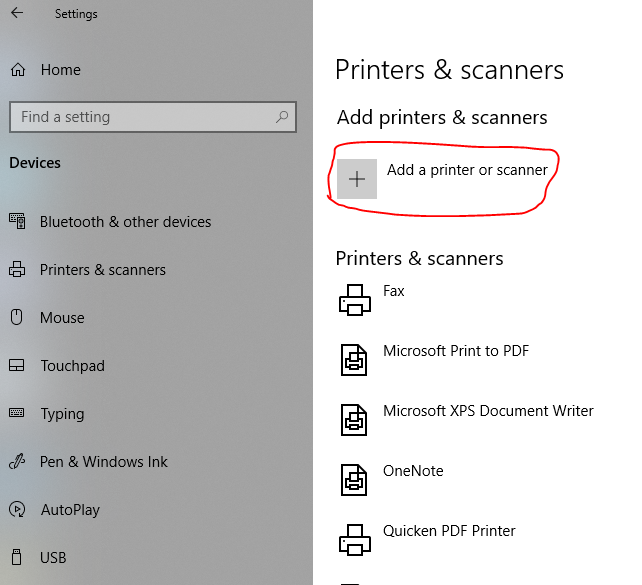 Settings
Home
Find a setting
Devices
Bluetooth & other devices
Printers & scanners
Mouse
Touchpad
Typing
Pen & Windows Ink
AutoPlay
USB
Printers & scanners
Add printers & scanners
Add a printer or scanner
Printers & scanners
Fax
Microsoft Print to PDF
Microsoft XPS Document Writer
OneNote
Quicken PDF Printer